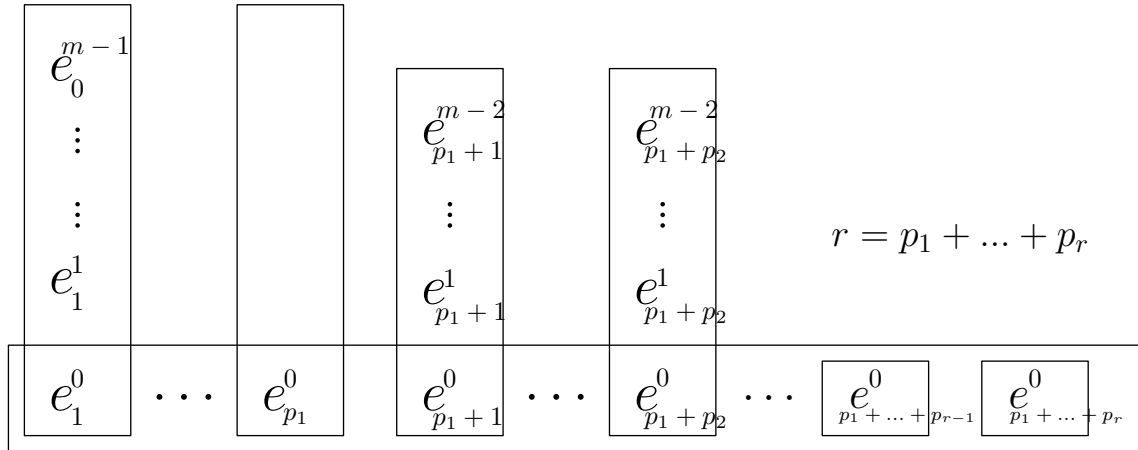 e_0^{m-1}
e_{p_1+1}^{m-2} e_{p_1+p_2}^{m-2}
⋮ ⋮ ⋮
⋮
r = p_1 + ... + p_r
e_1^1 e_{p_1+1}^1 e_{p_1+p_2}^1
e_1^0 ··· e_{p_1}^0 e_{p_1+1}^0 ··· e_{p_1+p_2}^0 ··· e_{p_1+...+p_{r-1}}^0 e_{p_1+...+p_r}^0